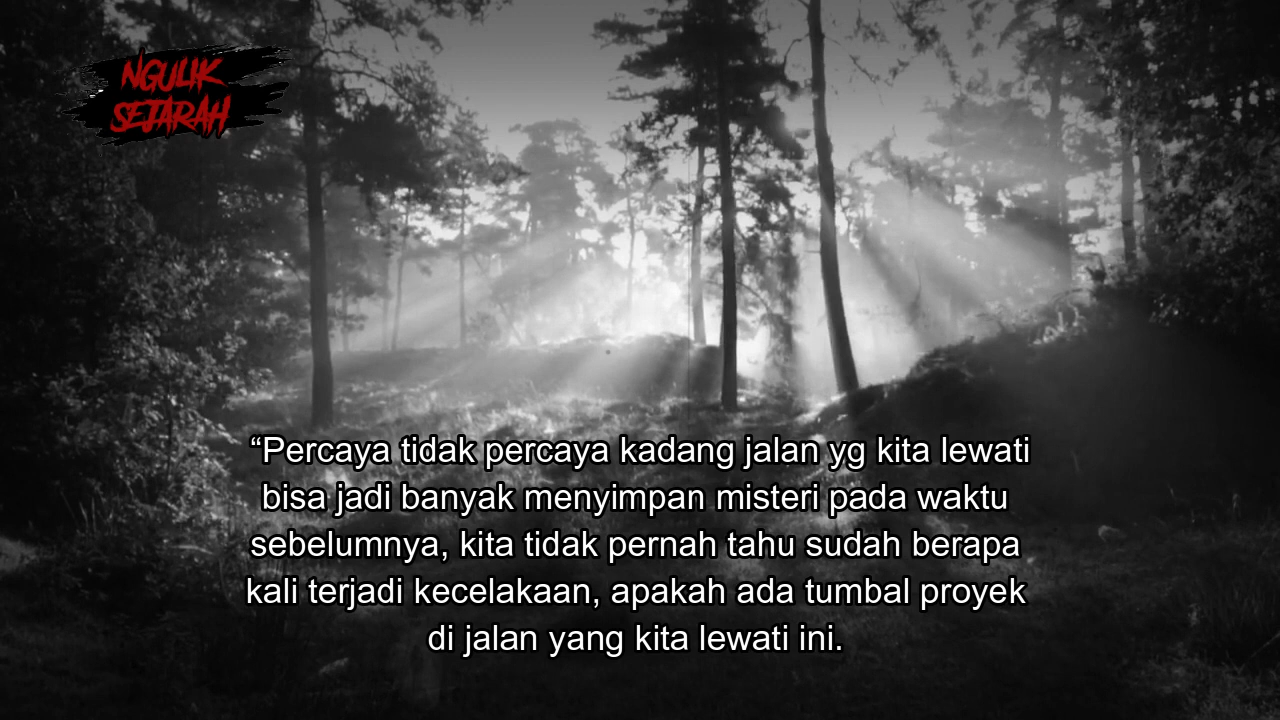 NGULIK
SEJARAH
“Percaya tidak percaya kadang jalan yg kita lewati
bisa jadi banyak menyimpan misteri pada waktu
sebelumnya, kita tidak pernah tahu sudah berapa
kali terjadi kecelakaan, apakah ada tumbal proyek
di jalan yang kita lewati ini.